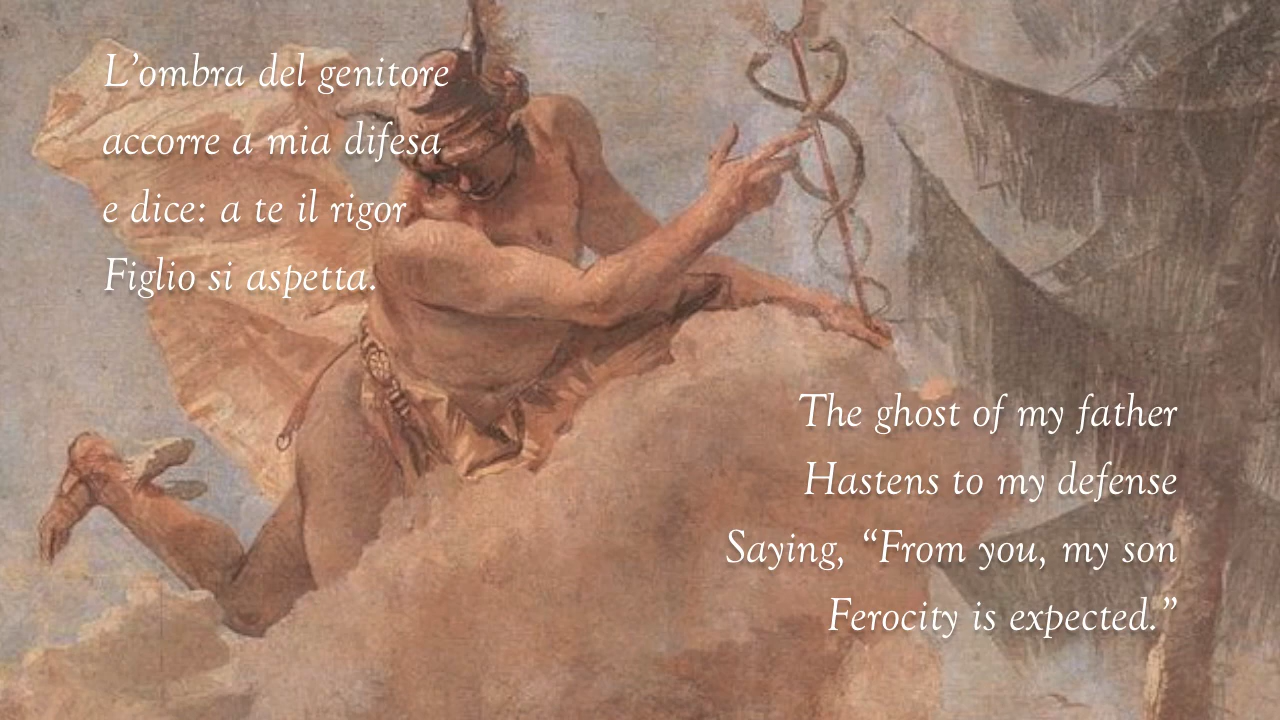 L’ombra del genitore
accorre a mia difesa
e dice: a te il rigor
Figlio si aspetta.
The ghost of my father
Hastens to my defense
Saying, “From you, my son
Ferocity is expected.”